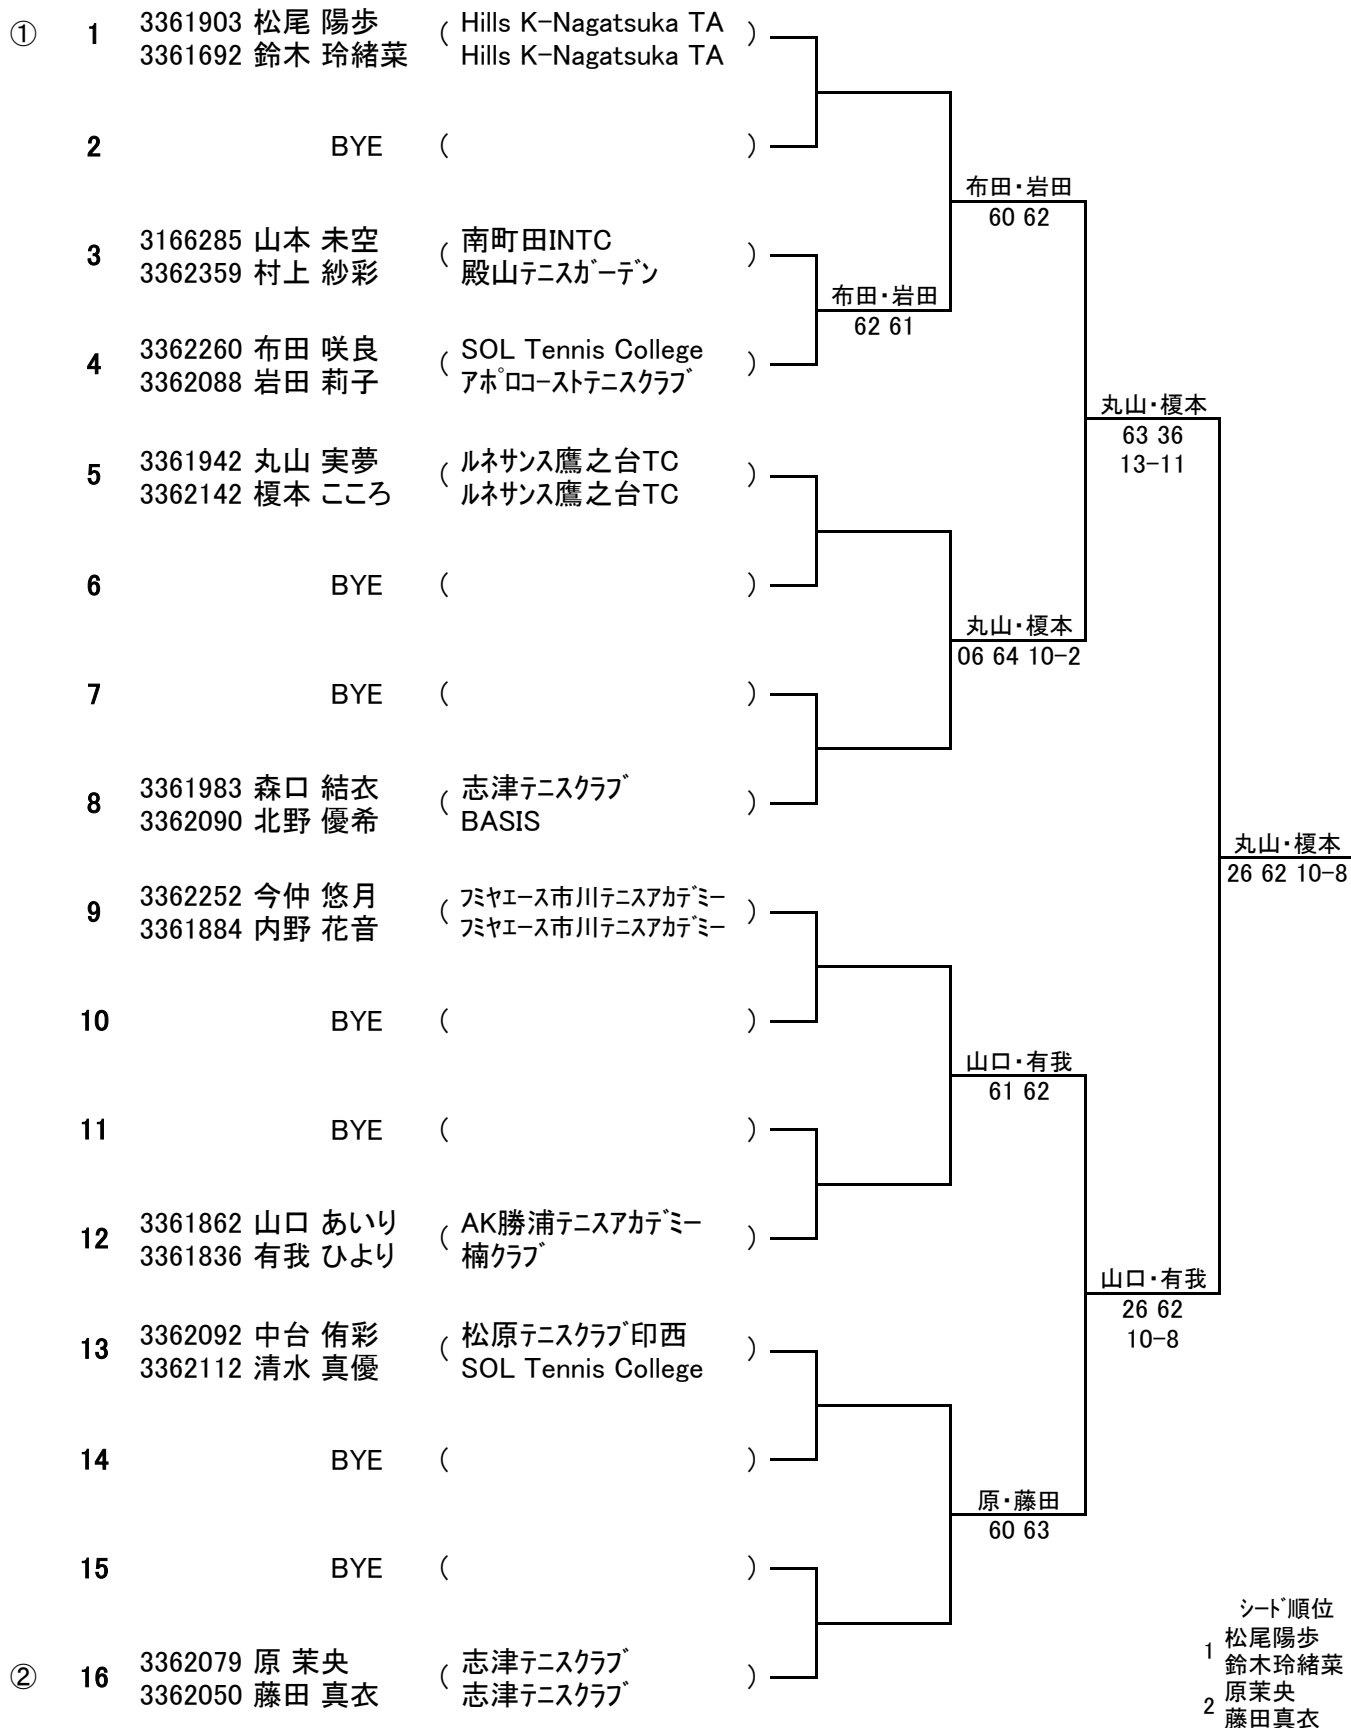 ① 1 3361903 松尾 陽歩 ( Hills K-Nagatsuka TA )
3361692 鈴木 玲緒菜 Hills K-Nagatsuka TA
2 BYE ( )
布田・岩田
60 62
3 3166285 山本 未空 ( 南町田INTC )
3362359 村上 紗彩 殿山ﾃﾆｽｶﾞｰﾃﾞﾝ
布田・岩田
62 61
4 3362260 布田 咲良 ( SOL Tennis College )
3362088 岩田 莉子 ｱﾎﾟﾛｺｰｽﾄﾃﾆｽｸﾗﾌﾞ
丸山・榎本
63 36
13-11
5 3361942 丸山 実夢 ( ﾙﾈｻﾝｽ鷹之台TC )
3362142 榎本 こころ ﾙﾈｻﾝｽ鷹之台TC
6 BYE ( )
丸山・榎本
06 64 10-2
7 BYE ( )
8 3361983 森口 結衣 ( 志津ﾃﾆｽｸﾗﾌﾞ )
3362090 北野 優希 BASIS
丸山・榎本
26 62 10-8
9 3362252 今仲 悠月 ( ﾌﾐﾔｴｰｽ市川ﾃﾆｽｱｶﾃﾞﾐｰ )
3361884 内野 花音 ﾌﾐﾔｴｰｽ市川ﾃﾆｽｱｶﾃﾞﾐｰ
10 BYE ( )
山口・有我
61 62
11 BYE ( )
12 3361862 山口 あいり ( AK勝浦ﾃﾆｽｱｶﾃﾞﾐｰ )
3361836 有我 ひより 楠ｸﾗﾌﾞ
山口・有我
26 62
10-8
13 3362092 中台 侑彩 ( 松原ﾃﾆｽｸﾗﾌﾞ印西 )
3362112 清水 真優 SOL Tennis College
14 BYE ( )
原・藤田
60 63
15 BYE ( )
② 16 3362079 原 茉央 ( 志津ﾃﾆｽｸﾗﾌﾞ )
3362050 藤田 真衣 志津ﾃﾆｽｸﾗﾌﾞ
ｼｰﾄﾞ順位
1 松尾陽歩
鈴木玲緒菜
2 原茉央
藤田真衣